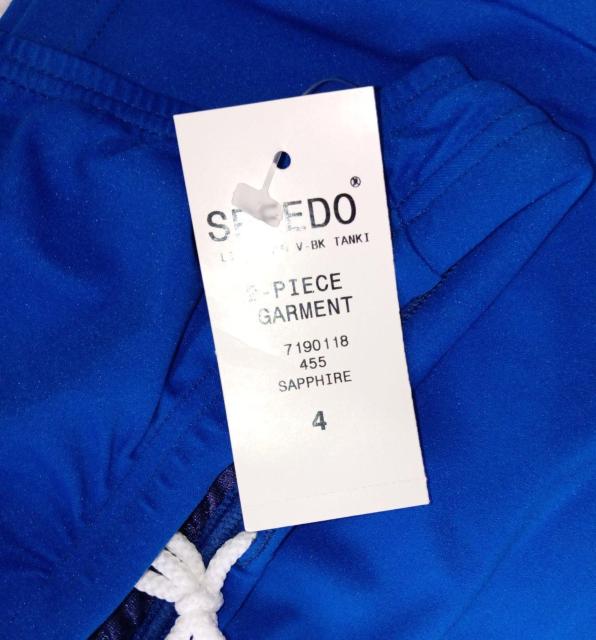 SPEEDO®
V-BK TANKI
2-PIECE
GARMENT
7190118
455
SAPPHIRE
4